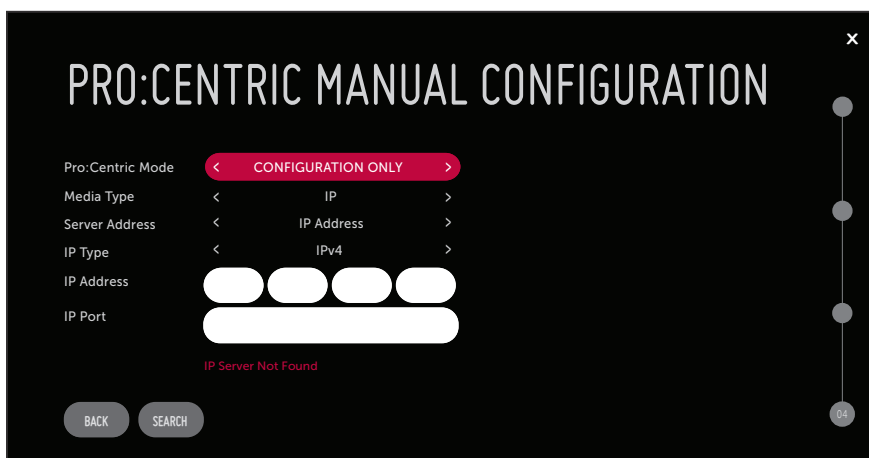 X
PRO:CENTRIC MANUAL CONFIGURATION
Pro:Centric Mode < CONFIGURATION ONLY >
Media Type < IP >
Server Address < IP Address >
IP Type < IPv4 >
IP Address
IP Port
IP Server Not Found
BACK SEARCH
04